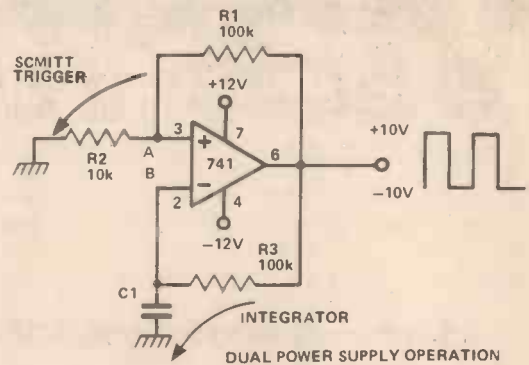 R1
100k
SCMITT
TRIGGER
+12V
3
7
+
A
R2
10k
741
6
+10V
B
−
2
4
−10V
−12V
R3
100k
C1
INTEGRATOR
DUAL POWER SUPPLY OPERATION